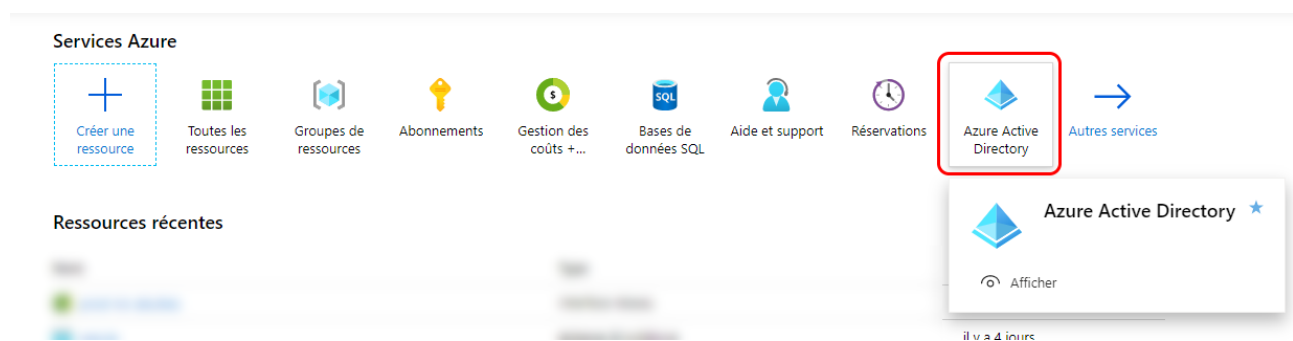 Services Azure
Créer une
ressource
Toutes les
ressources
Groupes de
ressources
Abonnements
Gestion des
coûts +...
Bases de
données SQL
Aide et support
Réservations
Azure Active
Directory
Autres services
SQL
$
Azure Active Directory
Afficher
Ressources récentes
il y a 4 jours